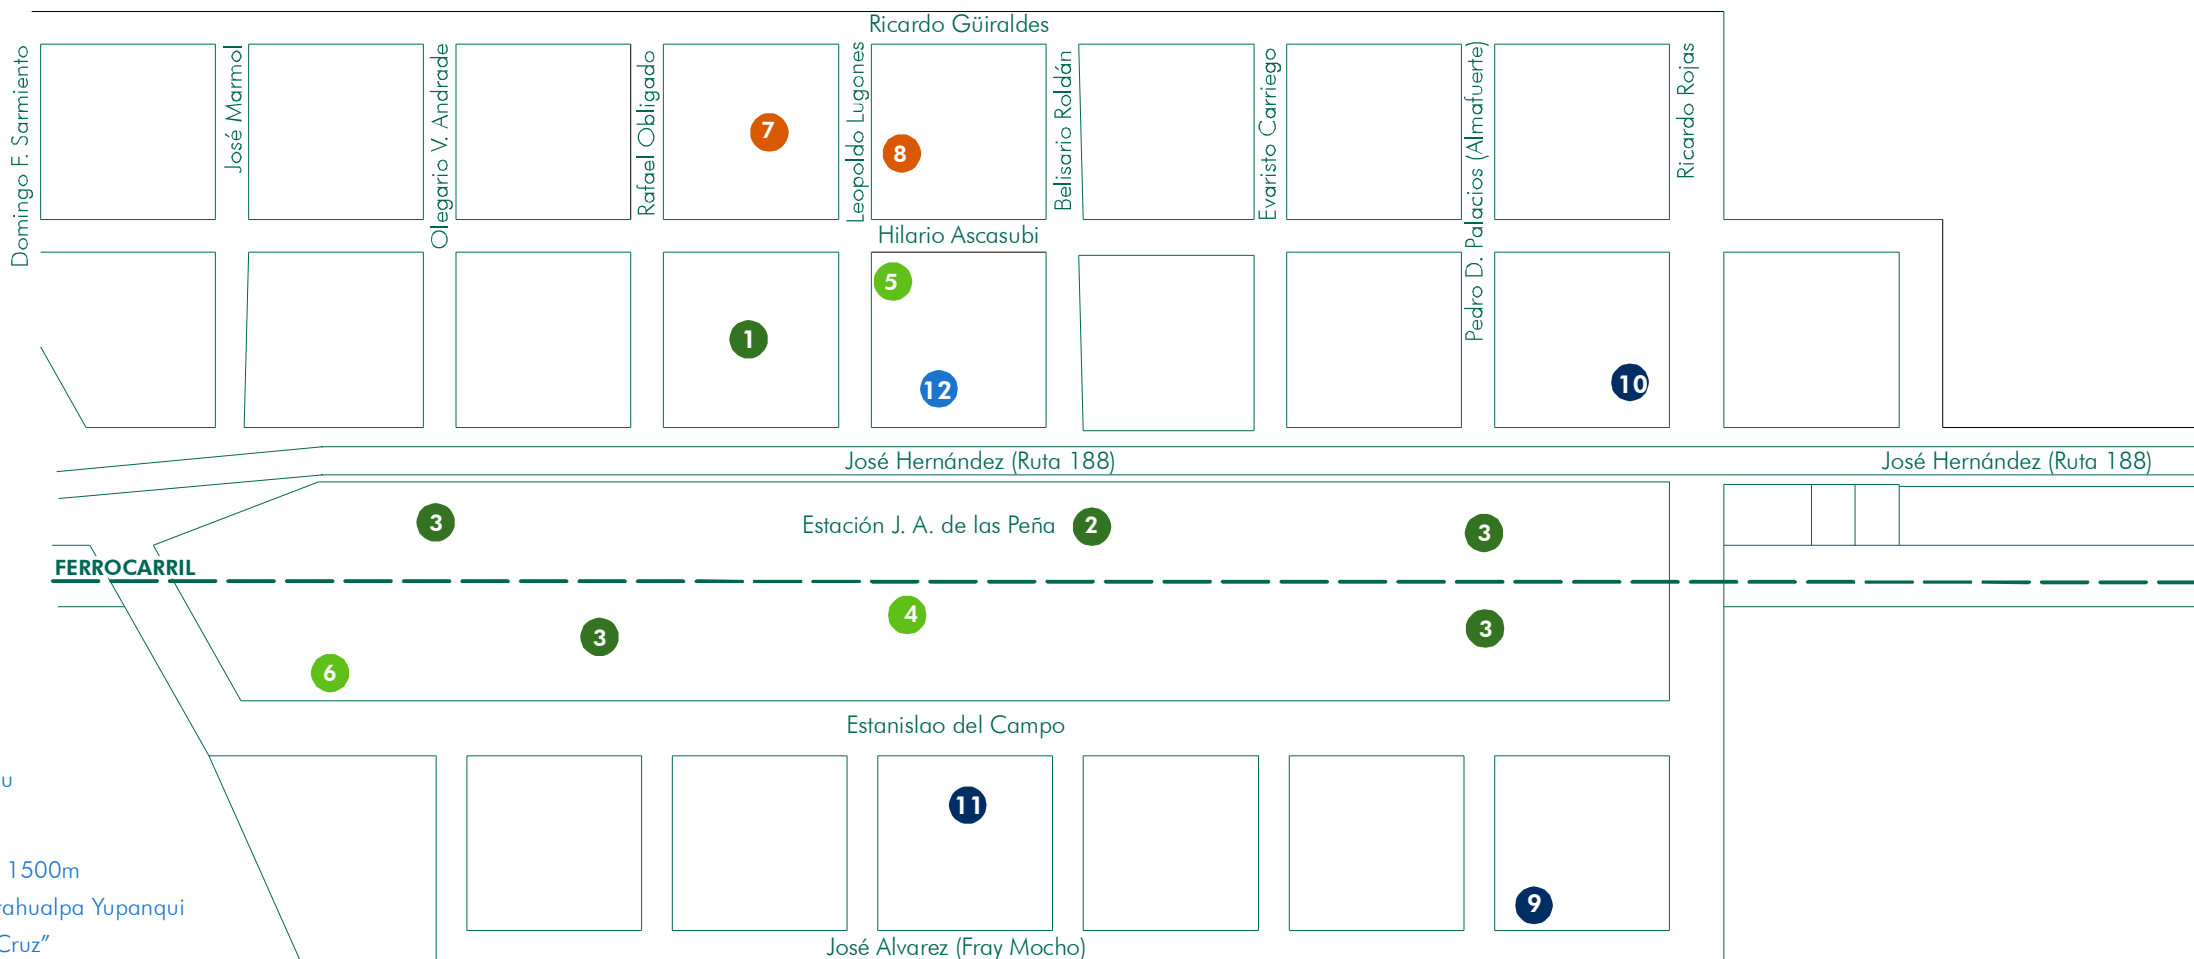 Ricardo Güiraldes
Domingo F. Sarmiento
José Marmol
Olegario V. Andrade
Rafael Obligado
Leopoldo Lugones
Belisario Roldán
Evaristo Carriego
Pedro D. Palacios (Almafuerte)
Ricardo Rojas
7
8
Hilario Ascasubi
5
1
12
10
José Hernández (Ruta 188)
José Hernández (Ruta 188)
3
Estación J. A. de las Peña
2
3
FERROCARRIL
4
3
3
6
Estanislao del Campo
u
11
1500m
ahualpa Yupanqui
9
Cruz”
José Alvarez (Fray Mocho)